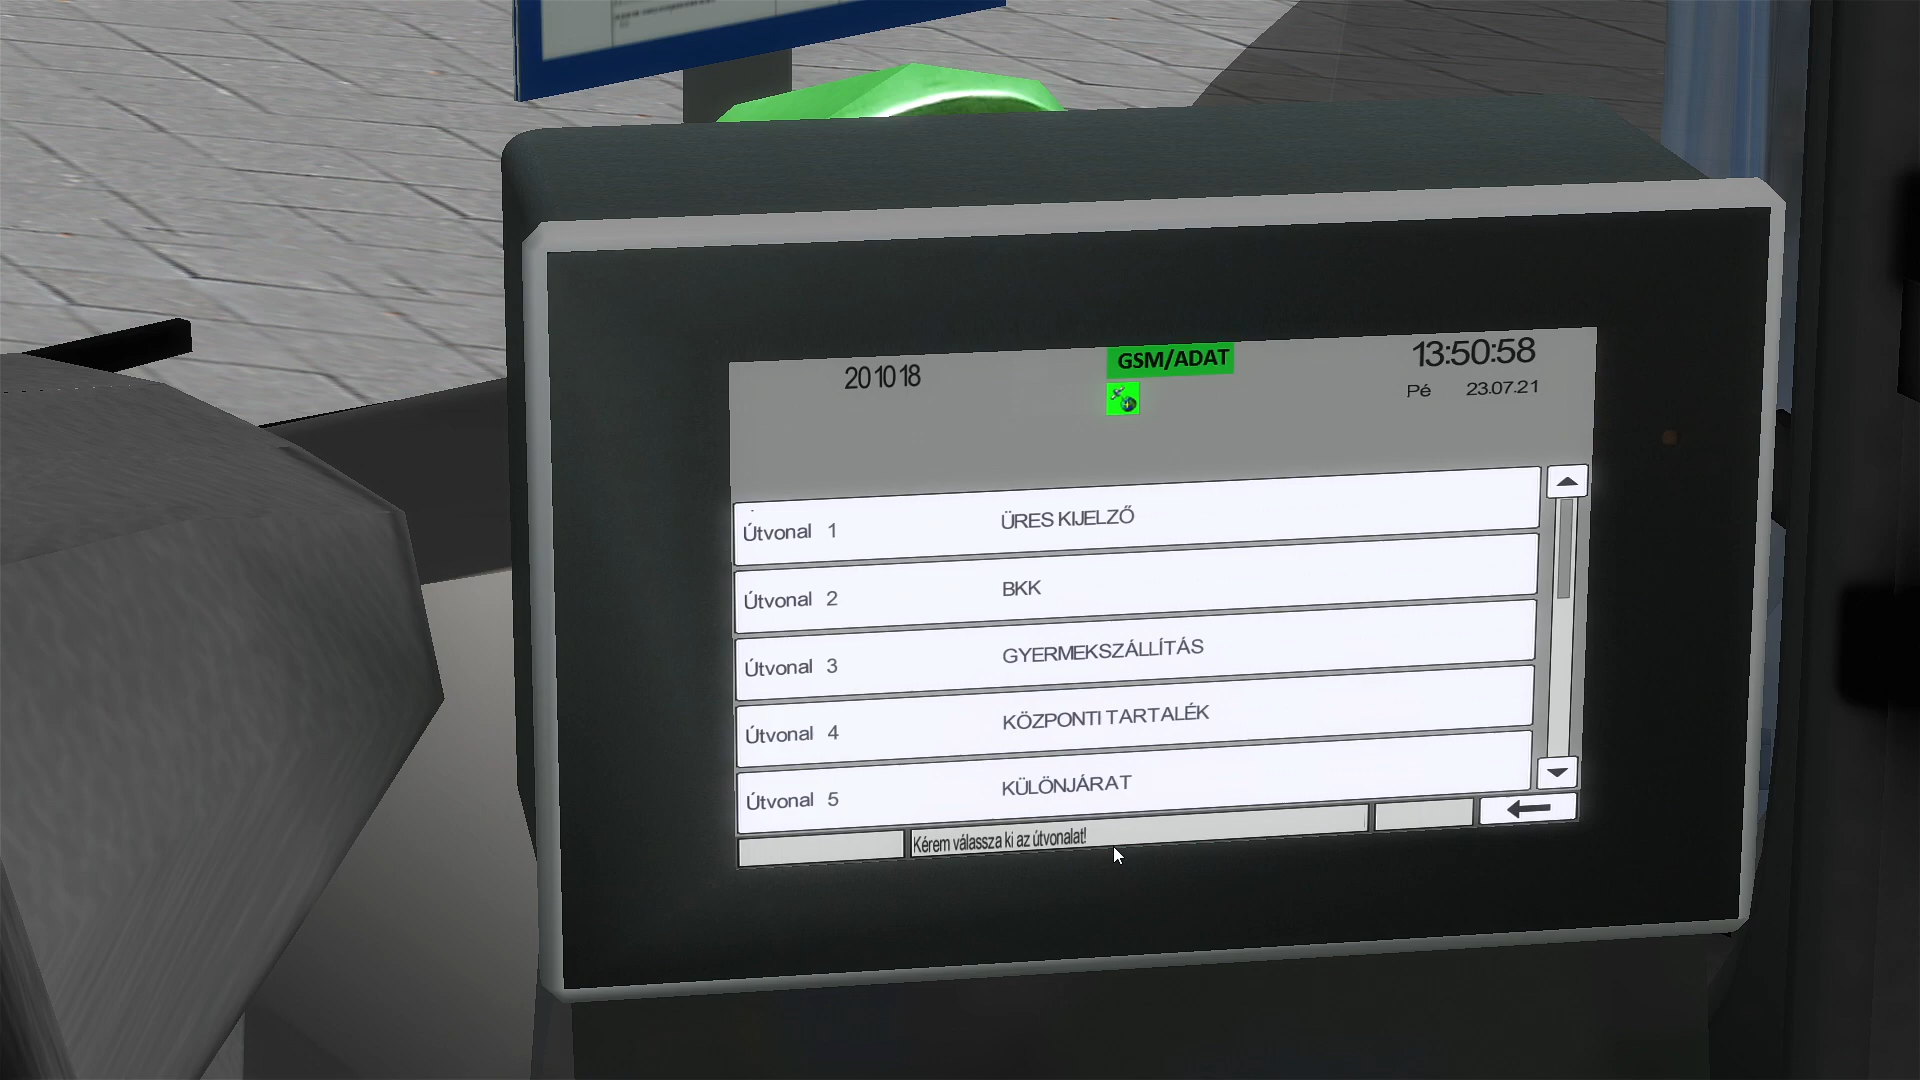 201018
GSM/ADAT
13:50:58
Pé 23.07.21
Útvonal 1 ÜRES KIJELZŐ
Útvonal 2 BKK
Útvonal 3 GYERMEKSZÁLLÍTÁS
Útvonal 4 KÖZPONTI TARTALÉK
Útvonal 5 KÜLÖNJÁRAT
Kérem válassza ki az útvonalat!